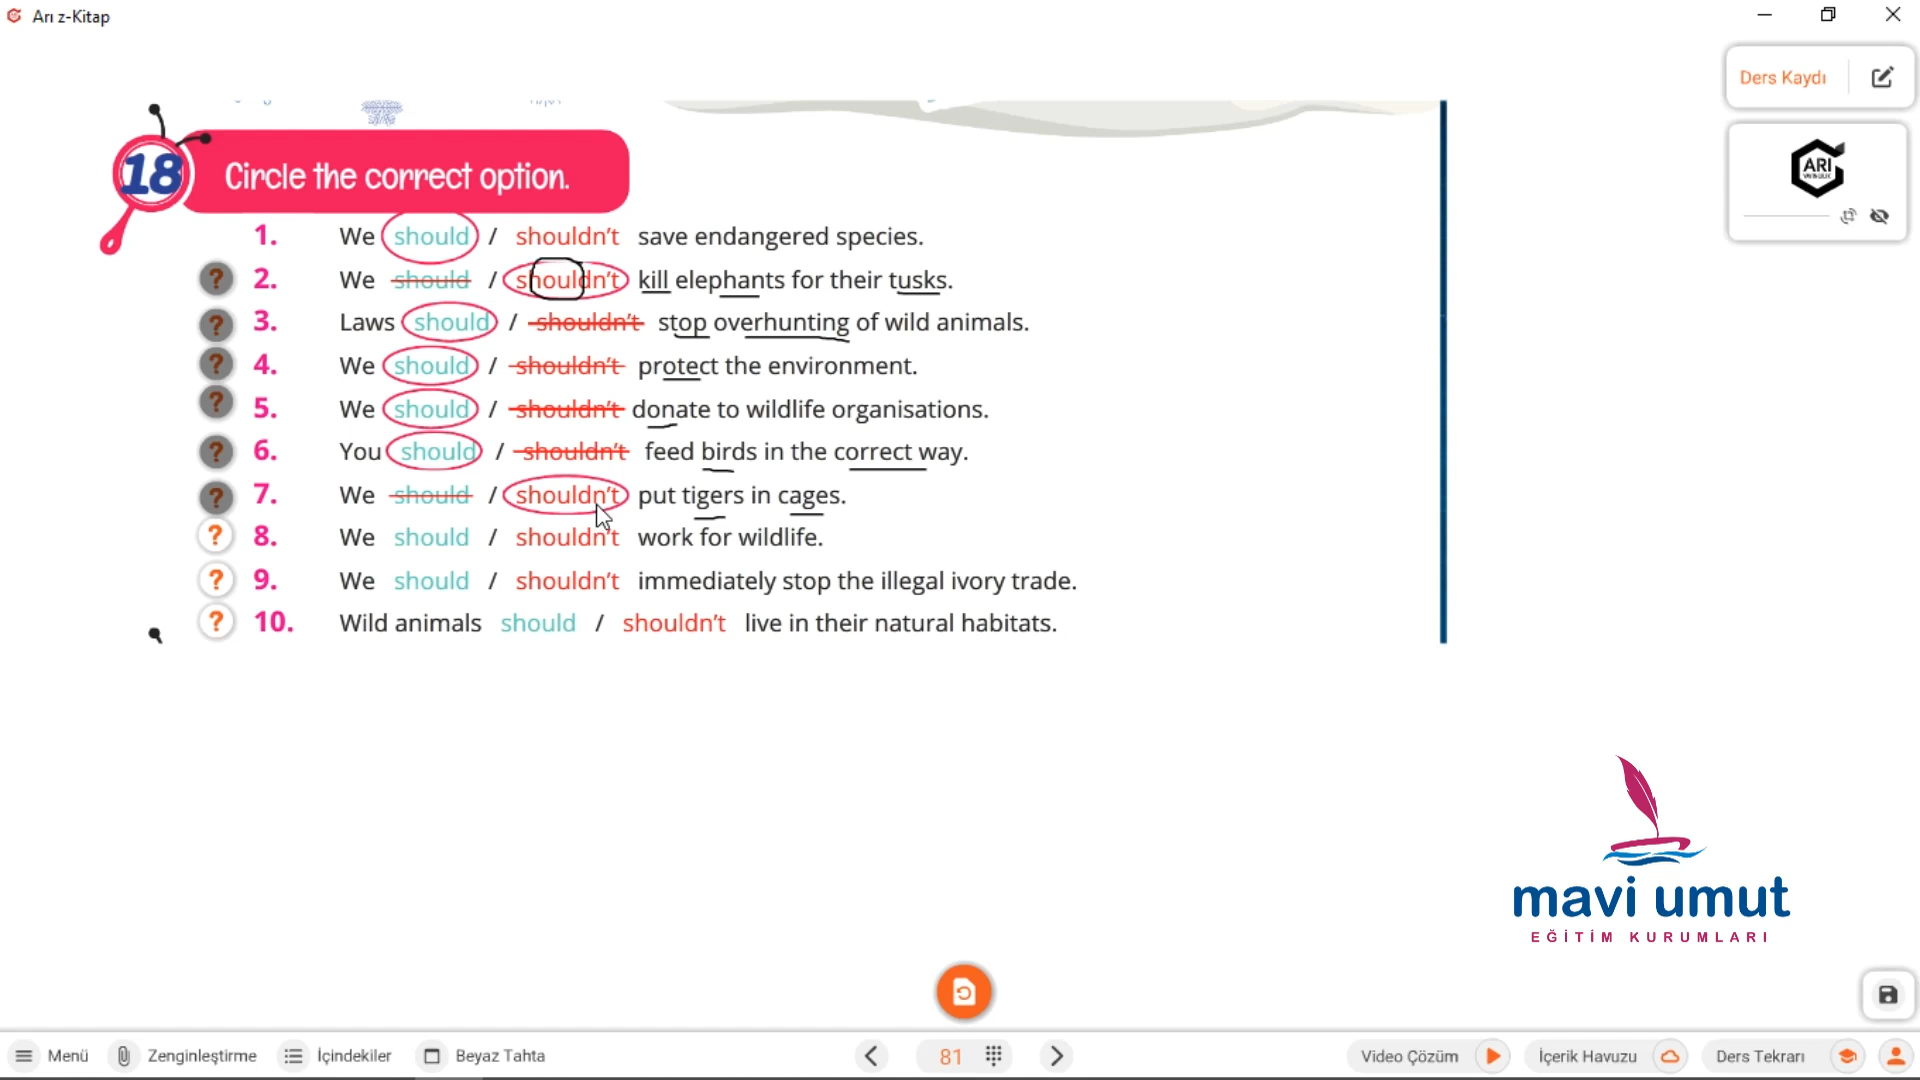 Arı z-Kitap
Ders Kaydı
ARI
18 Circle the correct option.
1. We should / shouldn't save endangered species.
? 2. We should / shouldn't kill elephants for their tusks.
? 3. Laws should / shouldn't stop overhunting of wild animals.
? 4. We should / shouldn't protect the environment.
? 5. We should / shouldn't donate to wildlife organisations.
? 6. You should / shouldn't feed birds in the correct way.
? 7. We should / shouldn't put tigers in cages.
? 8. We should / shouldn't work for wildlife.
? 9. We should / shouldn't immediately stop the illegal ivory trade.
? 10. Wild animals should / shouldn't live in their natural habitats.
mavi umut
EĞİTİM KURUMLARI
Menü Zenginleştirme İçindekiler Beyaz Tahta 81 Video Çözüm İçerik Havuzu Ders Tekrarı